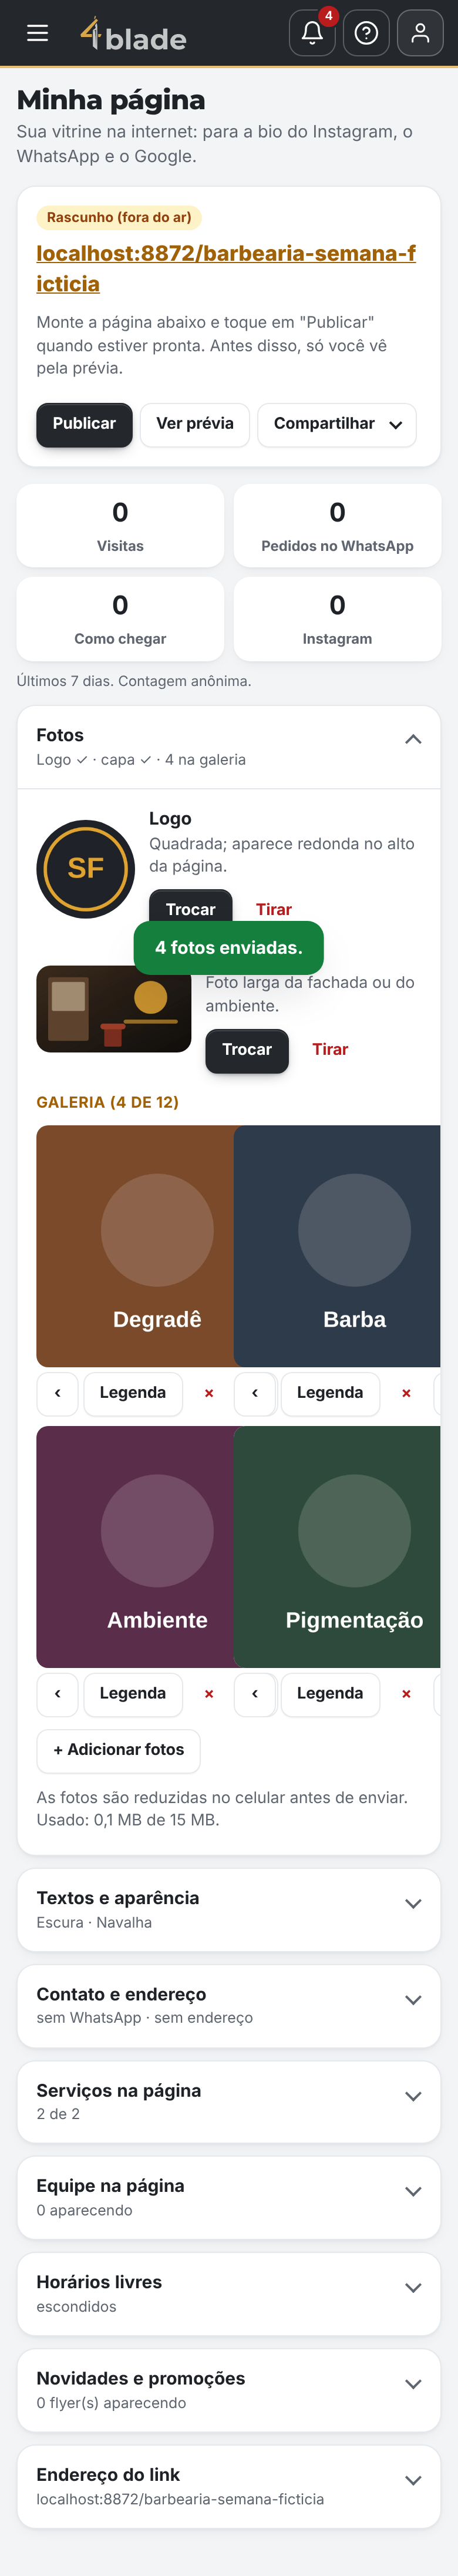 4blade
4
Minha página
Sua vitrine na internet: para a bio do Instagram, o
WhatsApp e o Google.
Rascunho (fora do ar)
localhost:8872/barbearia-semana-f
icticia
Monte a página abaixo e toque em "Publicar"
quando estiver pronta. Antes disso, só você vê
pela prévia.
Publicar
Ver prévia
Compartilhar
0
Visitas
0
Pedidos no WhatsApp
0
Como chegar
0
Instagram
Últimos 7 dias. Contagem anônima.
Fotos
Logo ✓ · capa ✓ · 4 na galeria
SF
Logo
Quadrada; aparece redonda no alto
da página.
Trocar
Tirar
4 fotos enviadas.
Foto larga da fachada ou do
ambiente.
Trocar
Tirar
GALERIA (4 DE 12)
Degradê
Barba
‹
Legenda
×
‹
Legenda
×
Ambiente
Pigmentação
‹
Legenda
×
‹
Legenda
×
+ Adicionar fotos
As fotos são reduzidas no celular antes de enviar.
Usado: 0,1 MB de 15 MB.
Textos e aparência
Escura · Navalha
Contato e endereço
sem WhatsApp · sem endereço
Serviços na página
2 de 2
Equipe na página
0 aparecendo
Horários livres
escondidos
Novidades e promoções
0 flyer(s) aparecendo
Endereço do link
localhost:8872/barbearia-semana-ficticia